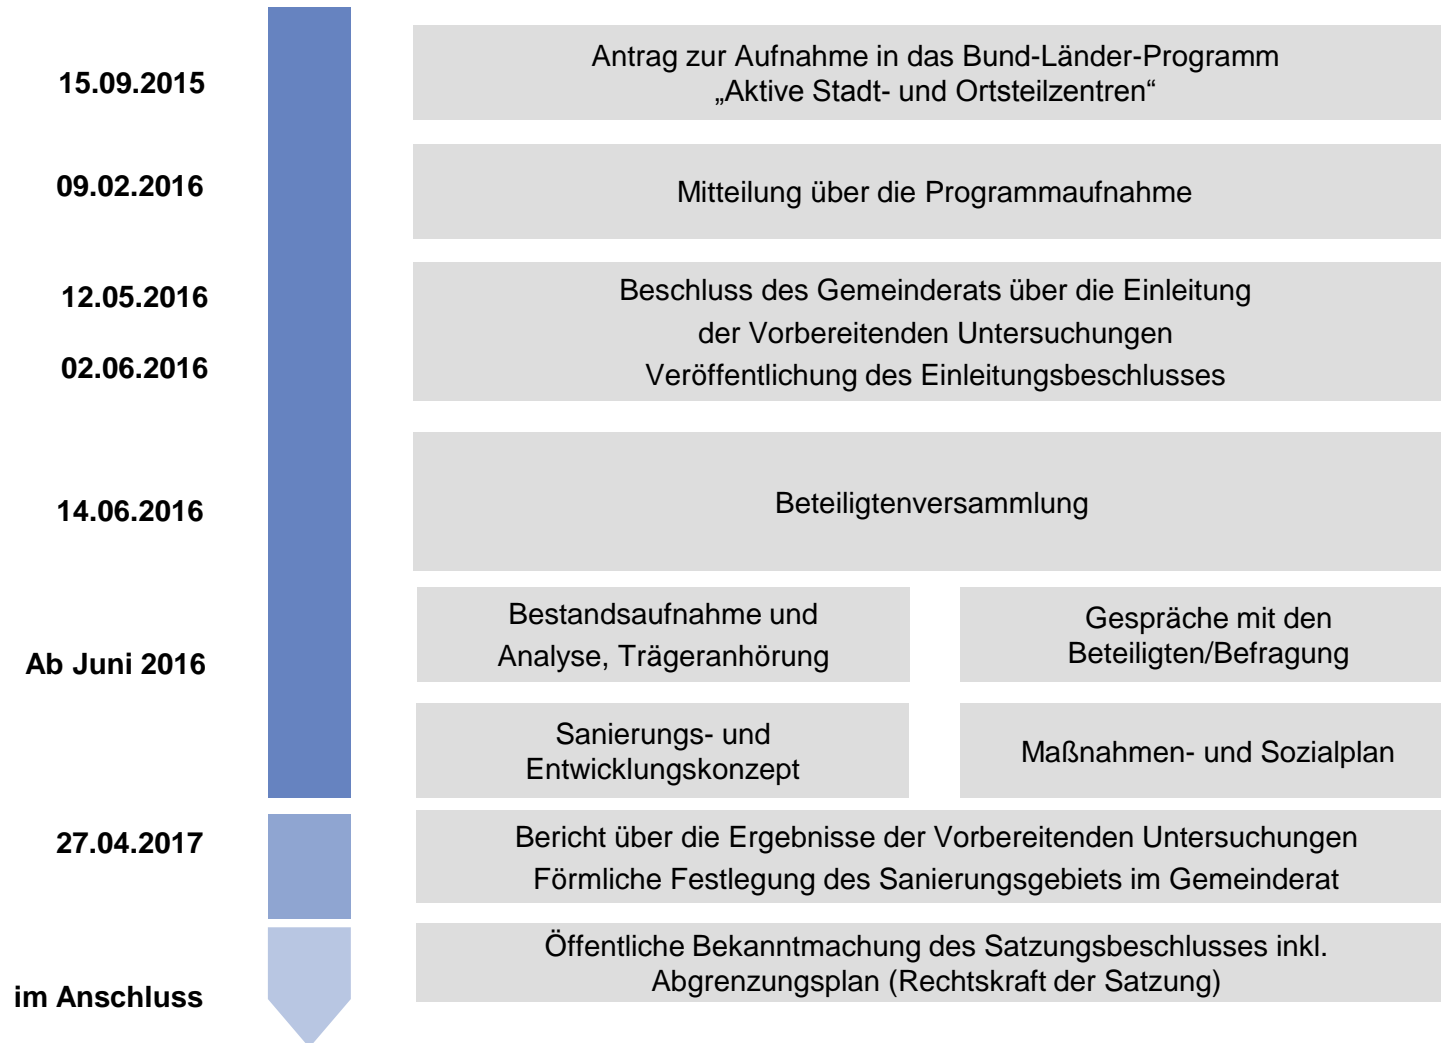 15.09.2015
Antrag zur Aufnahme in das Bund-Länder-Programm
„Aktive Stadt- und Ortsteilzentren“
09.02.2016
Mitteilung über die Programmaufnahme
12.05.2016
Beschluss des Gemeinderats über die Einleitung
der Vorbereitenden Untersuchungen
02.06.2016
Veröffentlichung des Einleitungsbeschlusses
14.06.2016
Beteiligtenversammlung
Ab Juni 2016
Bestandsaufnahme und
Analyse, Trägeranhörung
Gespräche mit den
Beteiligten/Befragung
Sanierungs- und
Entwicklungskonzept
Maßnahmen- und Sozialplan
27.04.2017
Bericht über die Ergebnisse der Vorbereitenden Untersuchungen
Förmliche Festlegung des Sanierungsgebiets im Gemeinderat
im Anschluss
Öffentliche Bekanntmachung des Satzungsbeschlusses inkl.
Abgrenzungsplan (Rechtskraft der Satzung)